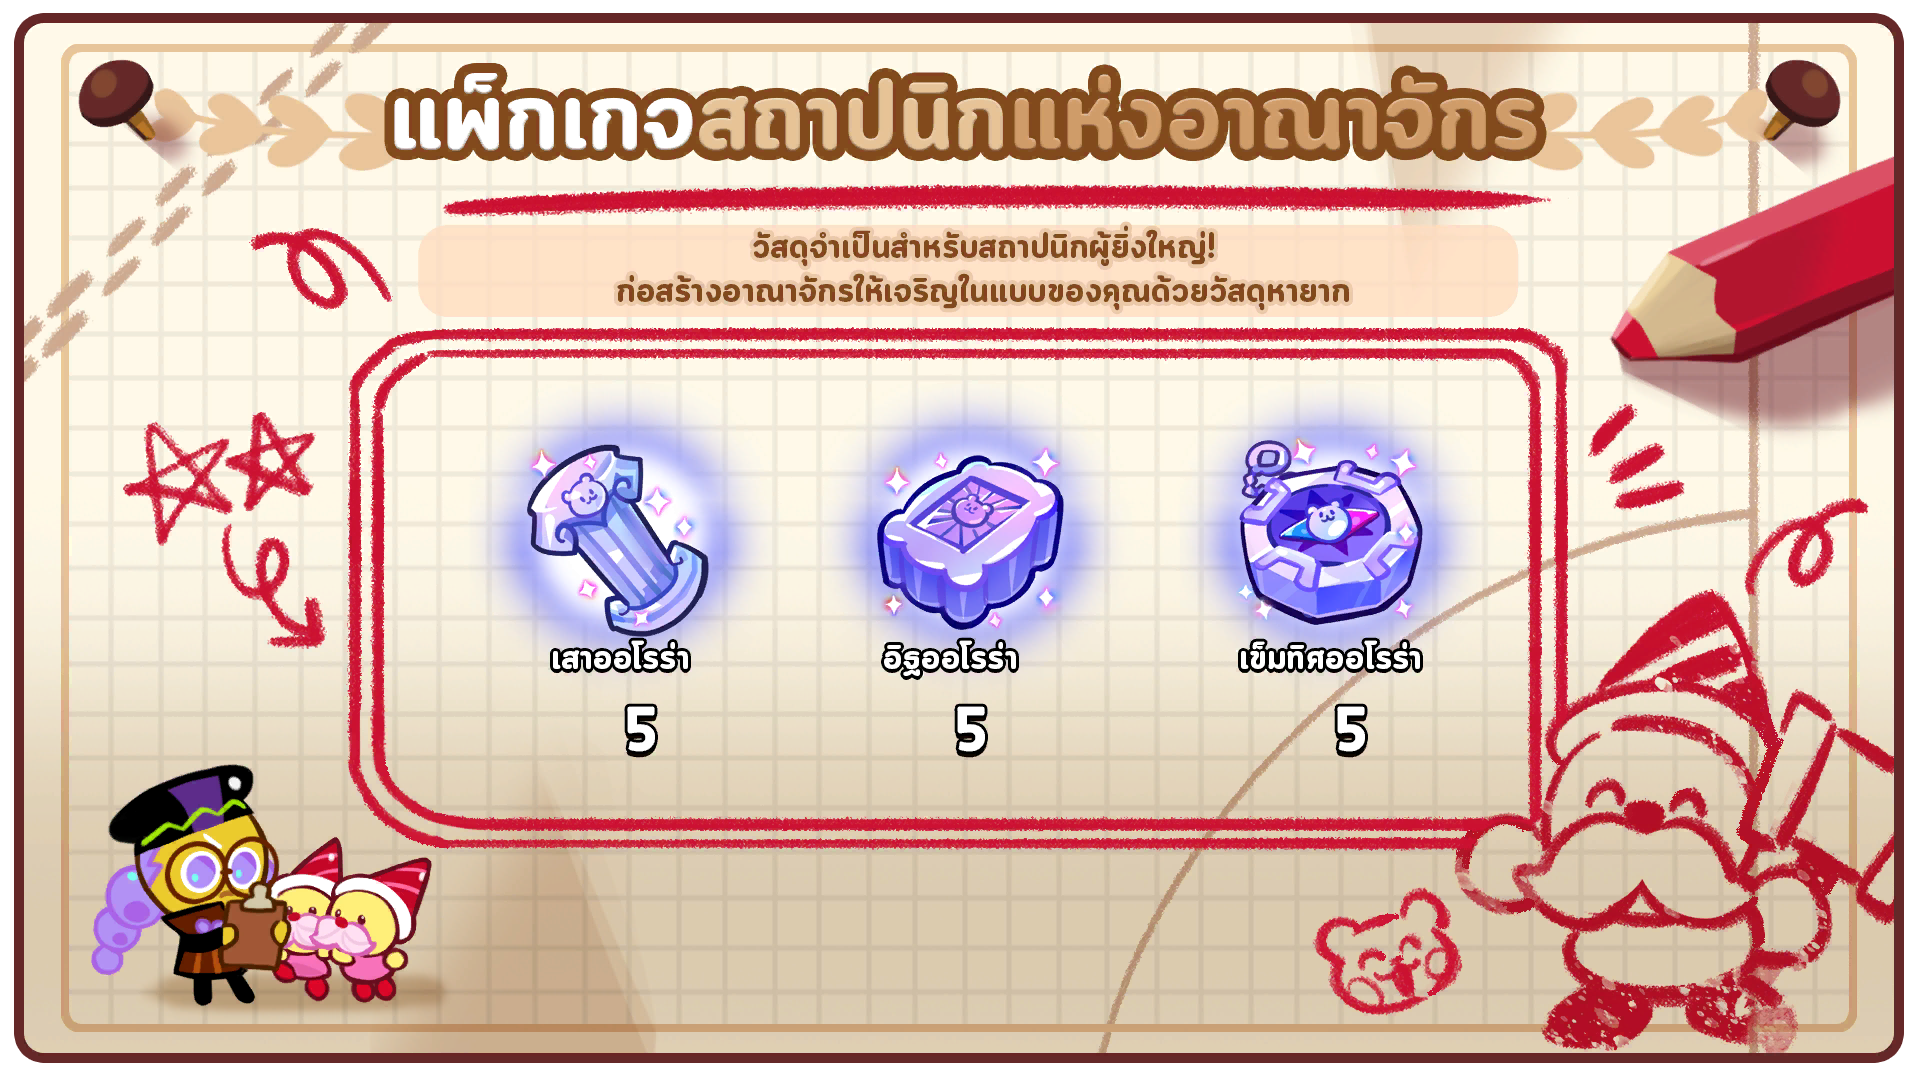 แพ็กเกจสถาปนิกแห่งอาณาจักร
วัสดุจำเป็นสำหรับสถาปนิกผู้ยิ่งใหญ่!
ก่อสร้างอาณาจักรให้เจริญในแบบของคุณด้วยวัสดุหายาก
เสาออโรร่า
อิฐออโรร่า
เข็มทิศออโรร่า
5
5
5